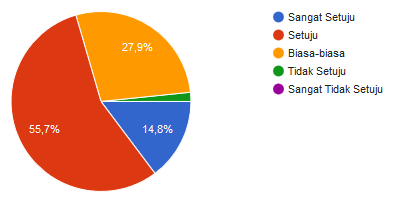 Sangat Setuju
Setuju
Biasa-biasa
Tidak Setuju
Sangat Tidak Setuju
27,9%
55,7%
14,8%